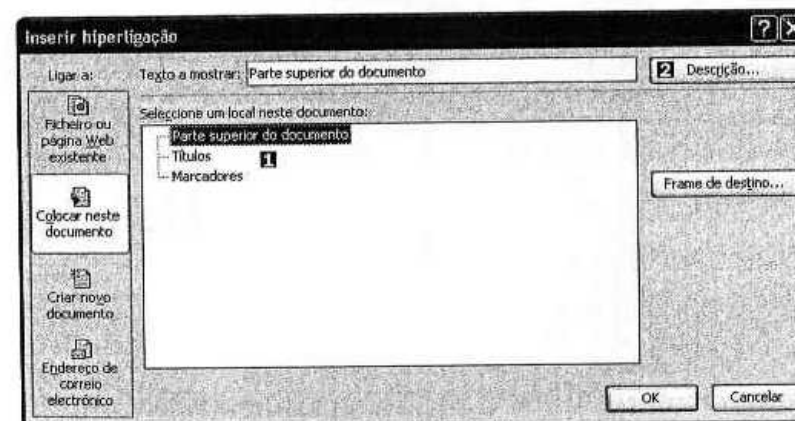 Inserir hiperligação
Ligar a:
Texto a mostrar: Parte superior do documento
2 Descrição...
Ficheiro ou
página Web
existente
Seleccione um local neste documento:
Parte superior do documento
Títulos
1
Marcadores
Colocar neste
documento
Frame de destino...
Criar novo
documento
Endereço de
correio
electrónico
OK
Cancelar